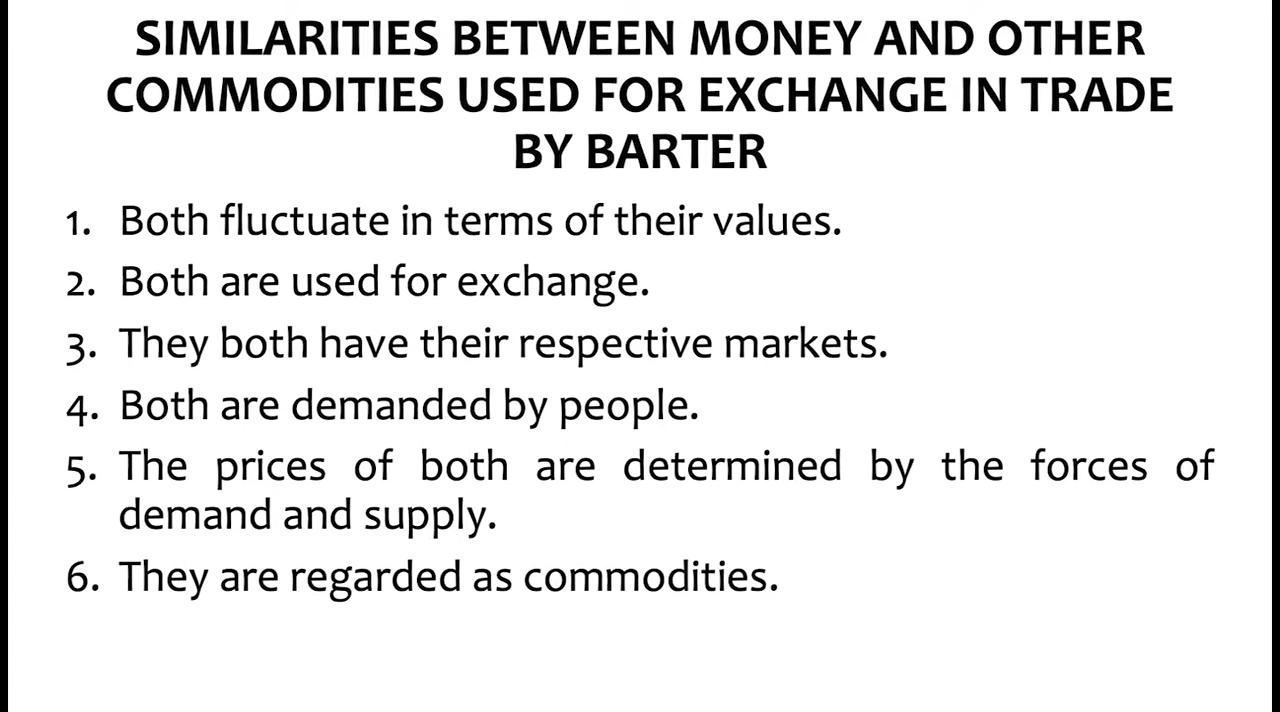 SIMILARITIES BETWEEN MONEY AND OTHER
COMMODITIES USED FOR EXCHANGE IN TRADE
BY BARTER
1. Both fluctuate in terms of their values.
2. Both are used for exchange.
3. They both have their respective markets.
4. Both are demanded by people.
5. The prices of both are determined by the forces of
demand and supply.
6. They are regarded as commodities.